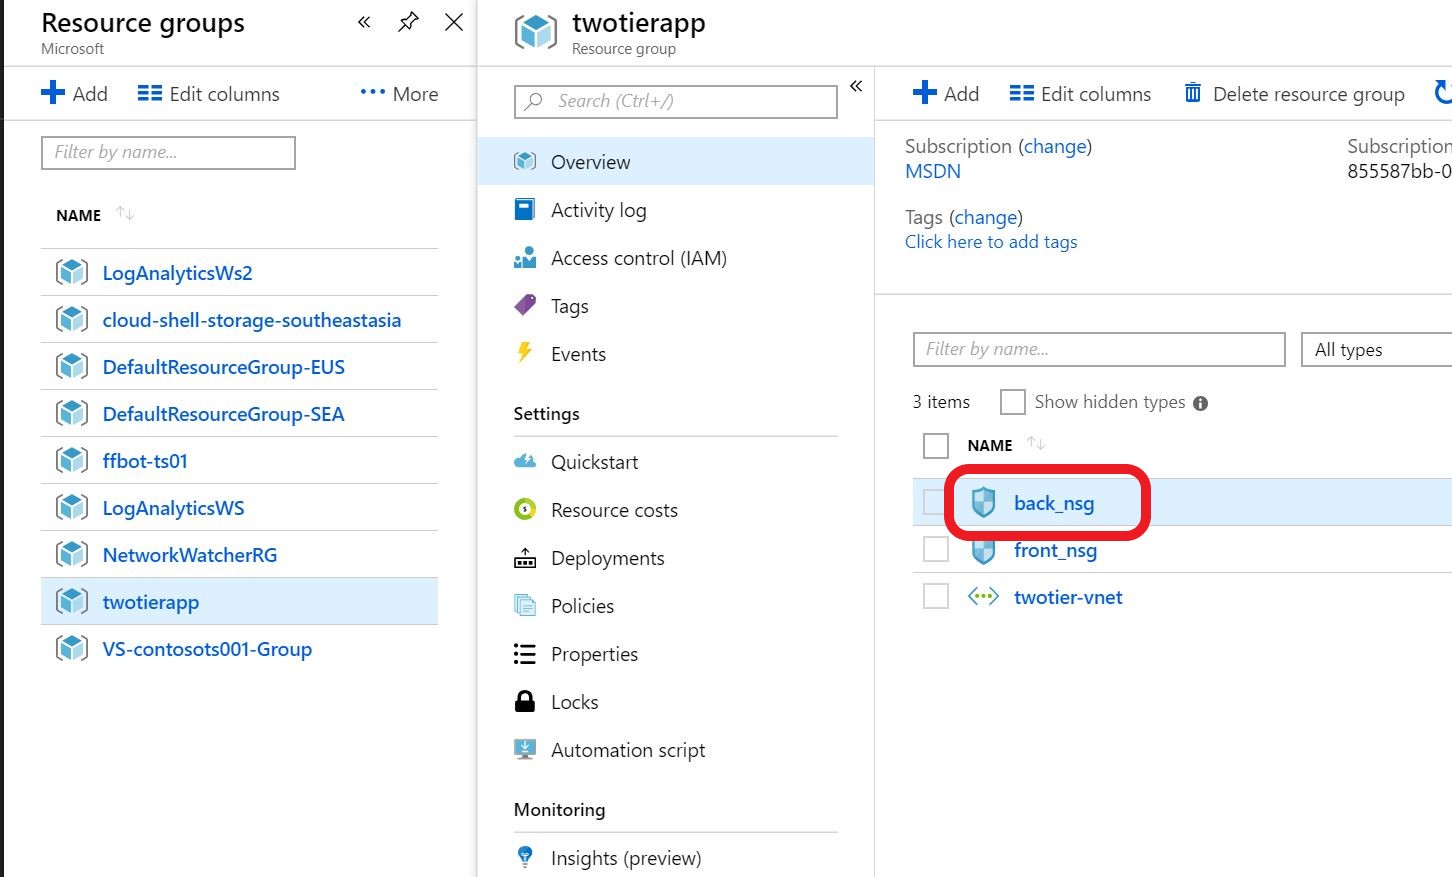 Resource groups
Microsoft
Add
Edit columns
More
Filter by name...
NAME
LogAnalyticsWs2
cloud-shell-storage-southeastasia
DefaultResourceGroup-EUS
DefaultResourceGroup-SEA
ffbot-ts01
LogAnalyticsWS
NetworkWatcherRG
twotierapp
VS-contosots001-Group
twotierapp
Resource group
Search (Ctrl+/)
Overview
Activity log
Access control (IAM)
Tags
Events
Settings
Quickstart
Resource costs
Deployments
Policies
Properties
Locks
Automation script
Monitoring
Insights (preview)
Add
Edit columns
Delete resource group
Subscription (change)
MSDN
Subscription
855587bb-0
Tags (change)
Click here to add tags
Filter by name...
All types
3 items
Show hidden types
NAME
back_nsg
front_nsg
twotier-vnet